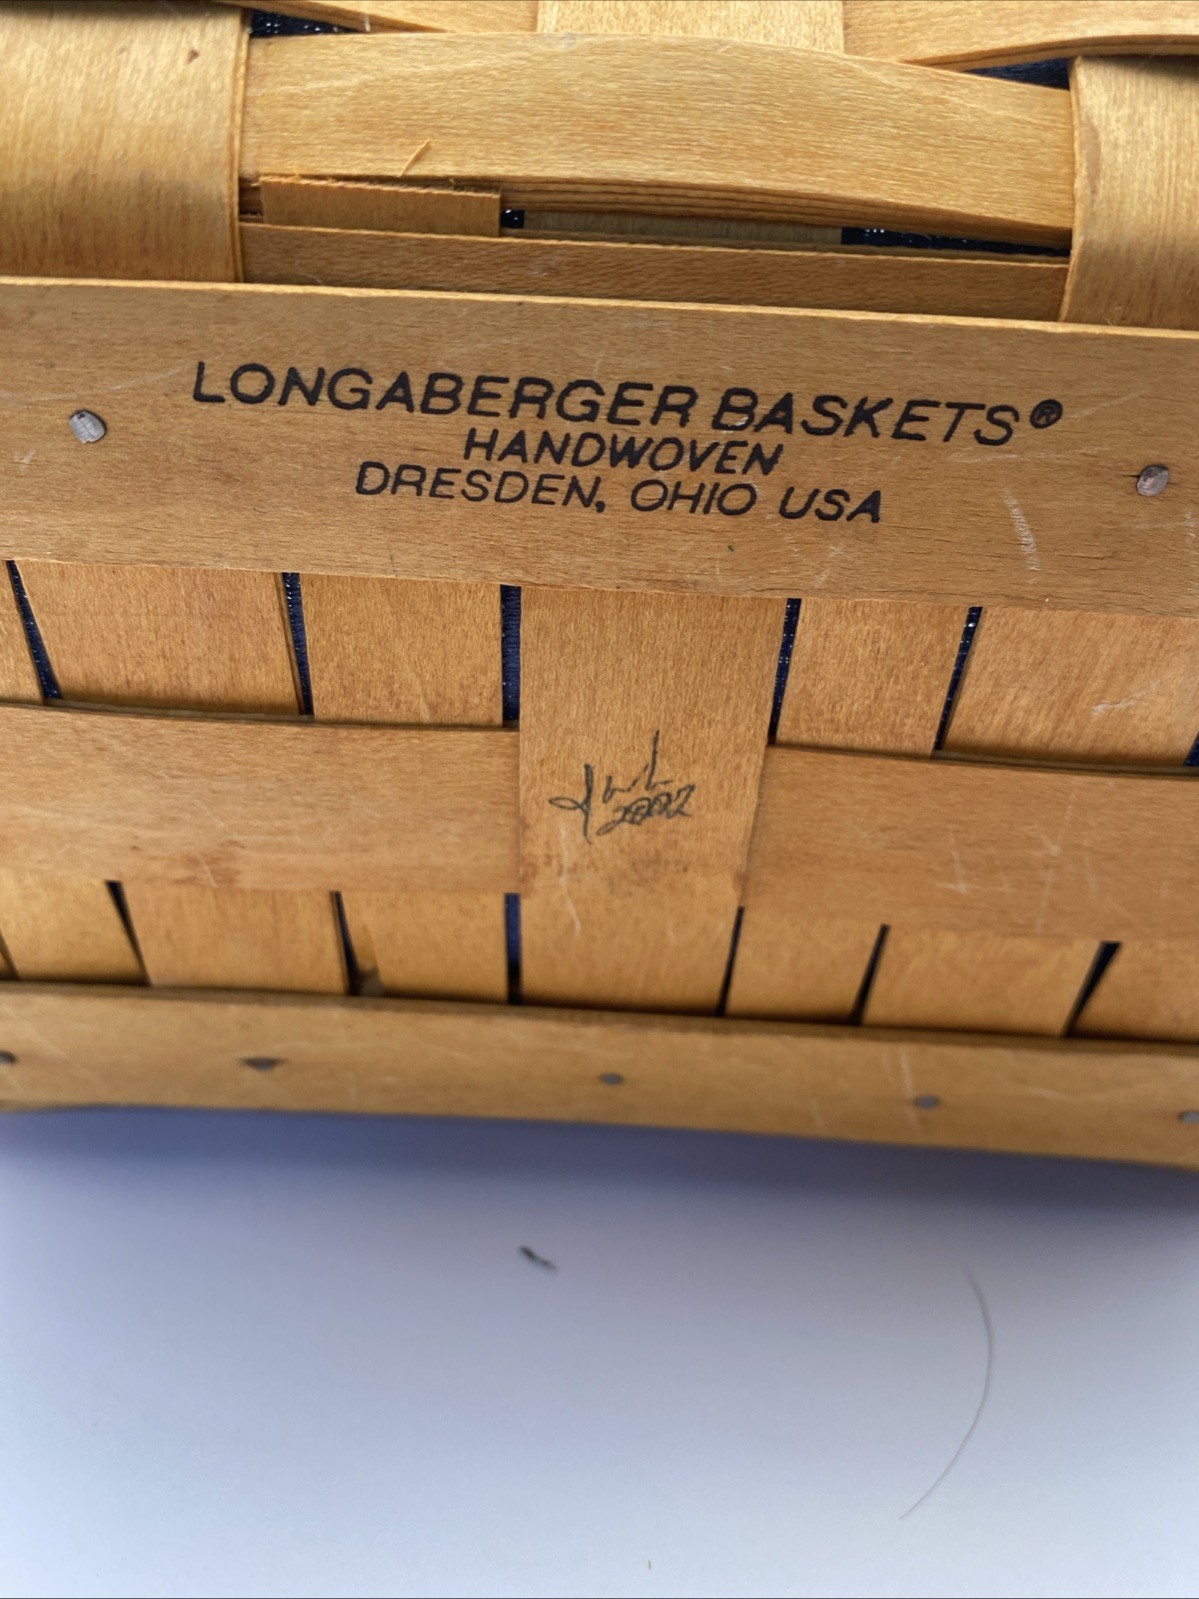 LONGABERGER BASKETS®
HANDWOVEN
DRESDEN, OHIO USA
2002